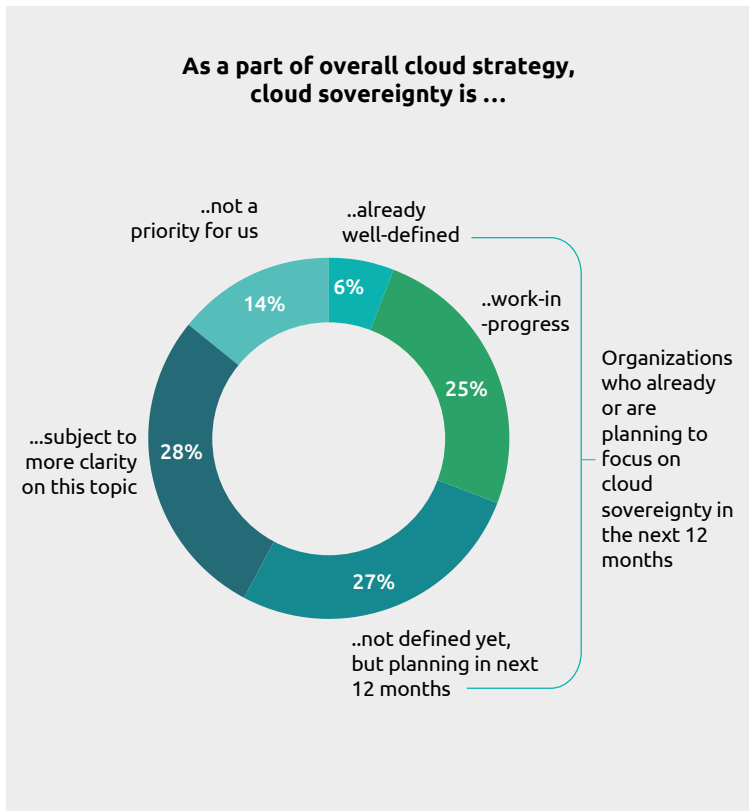 As a part of overall cloud strategy,
cloud sovereignty is ...
..not a
priority for us
..already
well-defined
6%
14%
..work-in
-progress
25%
Organizations
who already
or are
planning to
focus on
cloud
sovereignty in
the next 12
months
...subject to
more clarity
on this topic
28%
27%
..not defined yet,
but planning in next
12 months